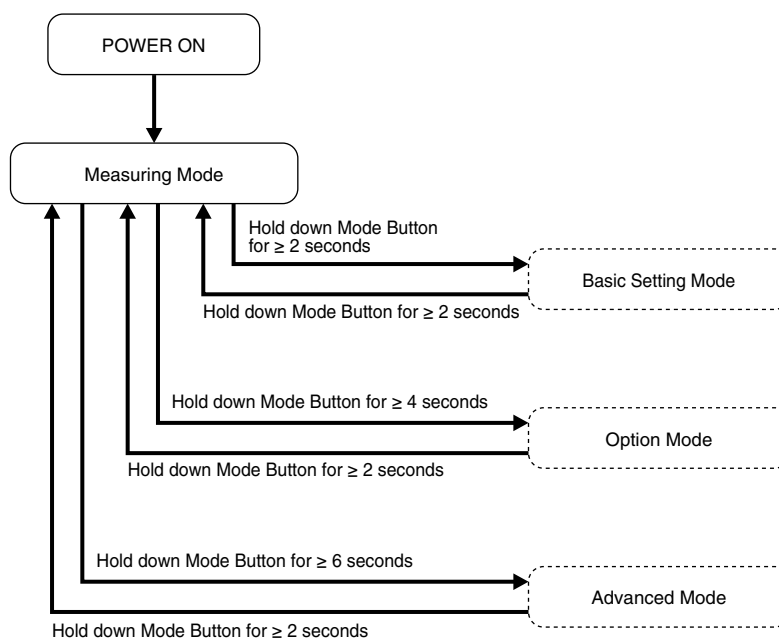 POWER ON
Measuring Mode
Hold down Mode Button
for ≥ 2 seconds
Basic Setting Mode
Hold down Mode Button for ≥ 2 seconds
Hold down Mode Button for ≥ 4 seconds
Option Mode
Hold down Mode Button for ≥ 2 seconds
Hold down Mode Button for ≥ 6 seconds
Advanced Mode
Hold down Mode Button for ≥ 2 seconds